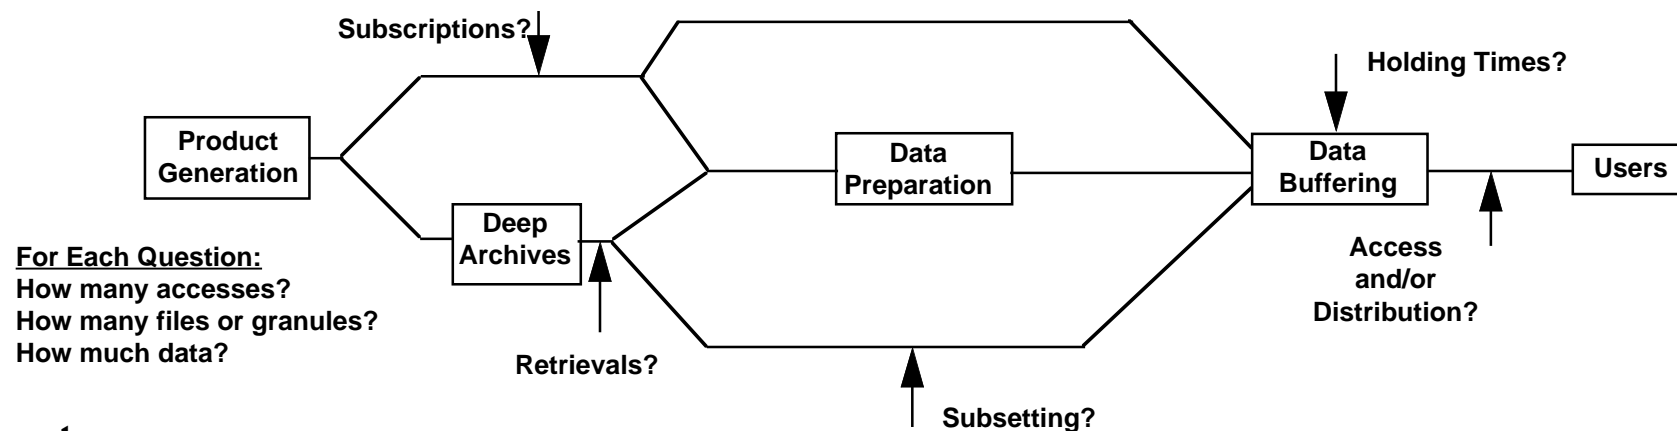 Subscriptions?
Holding Times?
Product
Generation
Data
Preparation
Data
Buffering
Users
Deep
Archives
For Each Question:
How many accesses?
How many files or granules?
How much data?
Access
and/or
Distribution?
Retrievals?
Subsetting?